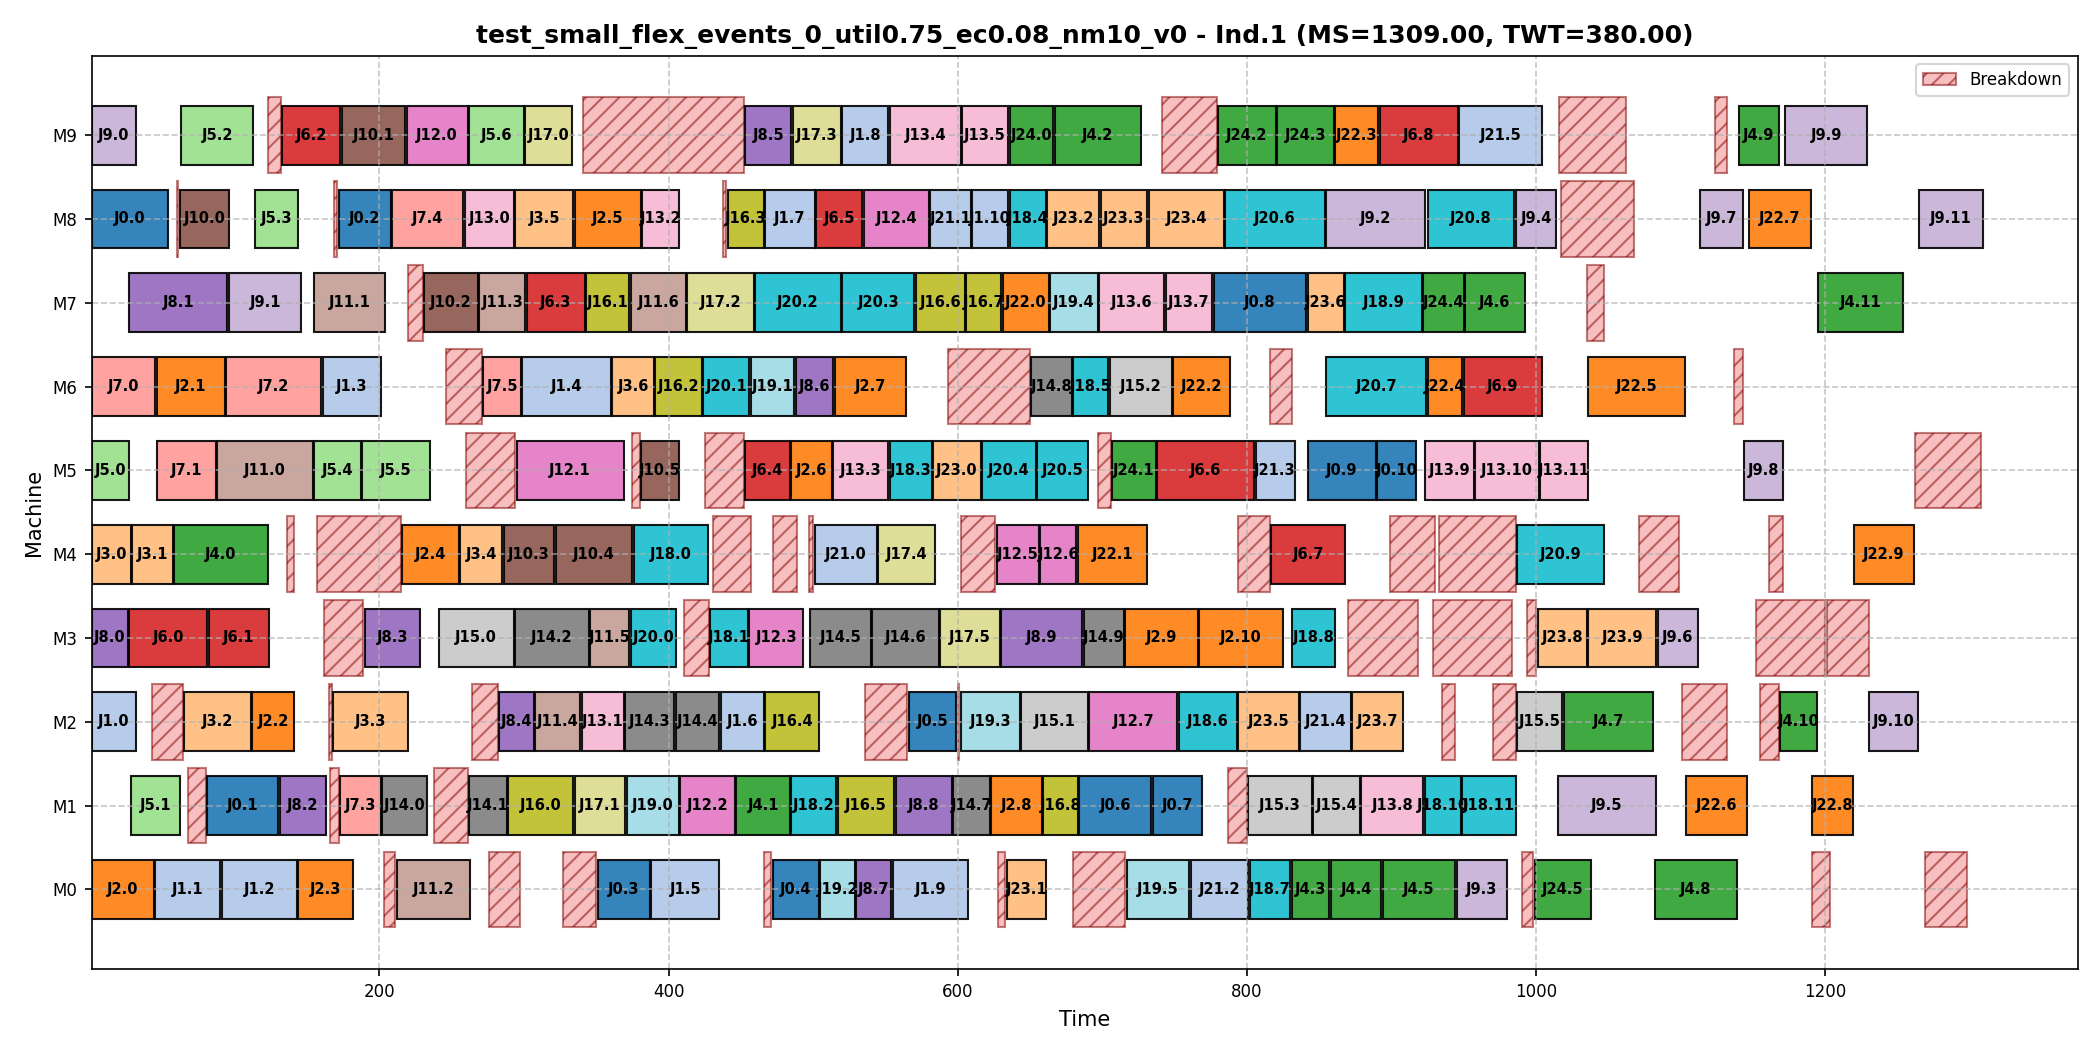 test_small_flex_events_0_util0.75_ec0.08_nm10_v0 - Ind.1 (MS=1309.00, TWT=380.00)
Breakdown
M9 J9.0 J5.2 J6.2 J10.1 J12.0 J5.6 J17.0 J8.5 J17.3 J1.8 J13.4 J13.5 J24.0 J4.2 J24.2 J24.3 J22.3 J6.8 J21.5 J4.9 J9.9
M8 J0.0 J10.0 J5.3 J0.2 J7.4 J13.0 J3.5 J2.5 J13.2 J16.3 J1.7 J6.5 J12.4 J21.1 J1.10 J18.4 J23.2 J23.3 J23.4 J20.6 J9.2 J20.8 J9.4 J9.7 J22.7 J9.11
M7 J8.1 J9.1 J11.1 J10.2 J11.3 J6.3 J16.1 J11.6 J17.2 J20.2 J20.3 J16.6 J16.7 J22.0 J19.4 J13.6 J13.7 J0.8 J23.6 J18.9 J24.4 J4.6 J4.11
M6 J7.0 J2.1 J7.2 J1.3 J7.5 J1.4 J3.6 J16.2 J20.1 J19.1 J8.6 J2.7 J14.8 J18.5 J15.2 J22.2 J20.7 J22.4 J6.9 J22.5
M5 J5.0 J7.1 J11.0 J5.4 J5.5 J12.1 J10.5 J6.4 J2.6 J13.3 J18.3 J23.0 J20.4 J20.5 J24.1 J6.6 J21.3 J0.9 J0.10 J13.9 J13.10 J13.11 J9.8
M4 J3.0 J3.1 J4.0 J2.4 J3.4 J10.3 J10.4 J18.0 J21.0 J17.4 J12.5 J12.6 J22.1 J6.7 J20.9 J22.9
M3 J8.0 J6.0 J6.1 J8.3 J15.0 J14.2 J11.5 J20.0 J18.1 J12.3 J14.5 J14.6 J17.5 J8.9 J14.9 J2.9 J2.10 J18.8 J23.8 J23.9 J9.6
M2 J1.0 J3.2 J2.2 J3.3 J8.4 J11.4 J13.1 J14.3 J14.4 J1.6 J16.4 J0.5 J19.3 J15.1 J12.7 J18.6 J23.5 J21.4 J23.7 J15.5 J4.7 J4.10 J9.10
M1 J5.1 J0.1 J8.2 J7.3 J14.0 J14.1 J16.0 J17.1 J19.0 J12.2 J4.1 J18.2 J16.5 J8.8 J14.7 J2.8 J16.8 J0.6 J0.7 J15.3 J15.4 J13.8 J18.10 J18.11 J9.5 J22.6 J22.8
M0 J2.0 J1.1 J1.2 J2.3 J11.2 J0.3 J1.5 J0.4 J19.2 J8.7 J1.9 J23.1 J19.5 J21.2 J18.7 J4.3 J4.4 J4.5 J9.3 J24.5 J4.8
200 400 600 800 1000 1200
Time
Machine